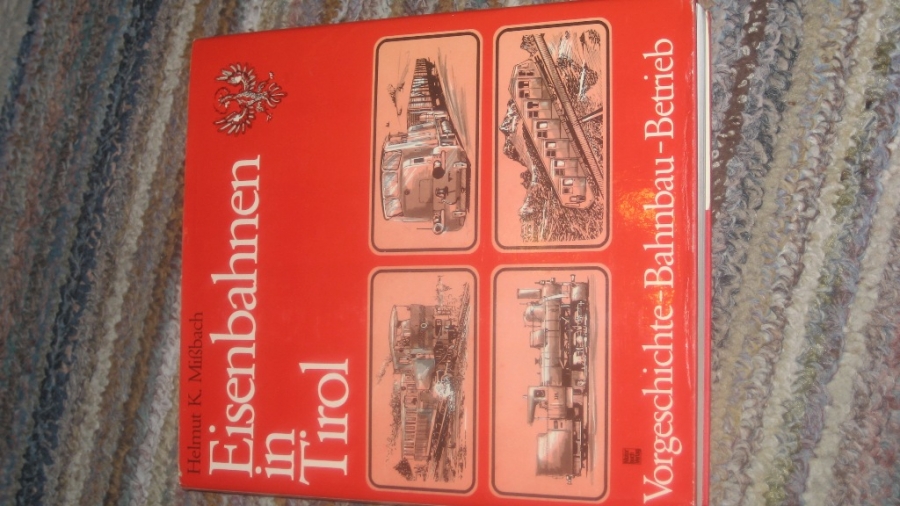 Helmut K. Mißbach
Eisenbahnen
in
Tirol
Vorgeschichte-Bahnbau-Betrieb